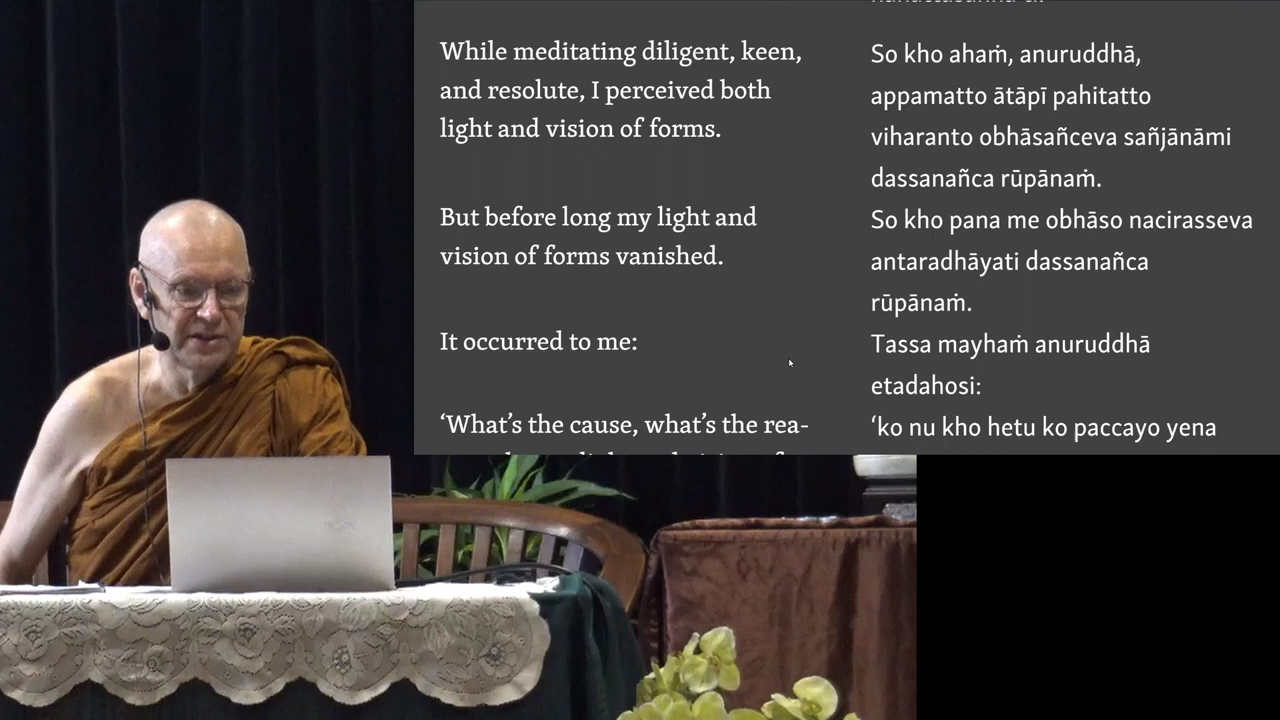 While meditating diligent, keen,
and resolute, I perceived both
light and vision of forms.
But before long my light and
vision of forms vanished.
It occurred to me:
‘What’s the cause, what’s the rea-
So kho ahaṁ, anuruddhā,
appamatto ātāpī pahitatto
viharanto obhāsañceva sañjānāmi
dassanañca rūpānaṁ.
So kho pana me obhāso nacirasseva
antaradhāyati dassanañca
rūpānaṁ.
Tassa mayhaṁ anuruddhā
etadahosi:
‘ko nu kho hetu ko paccayo yena